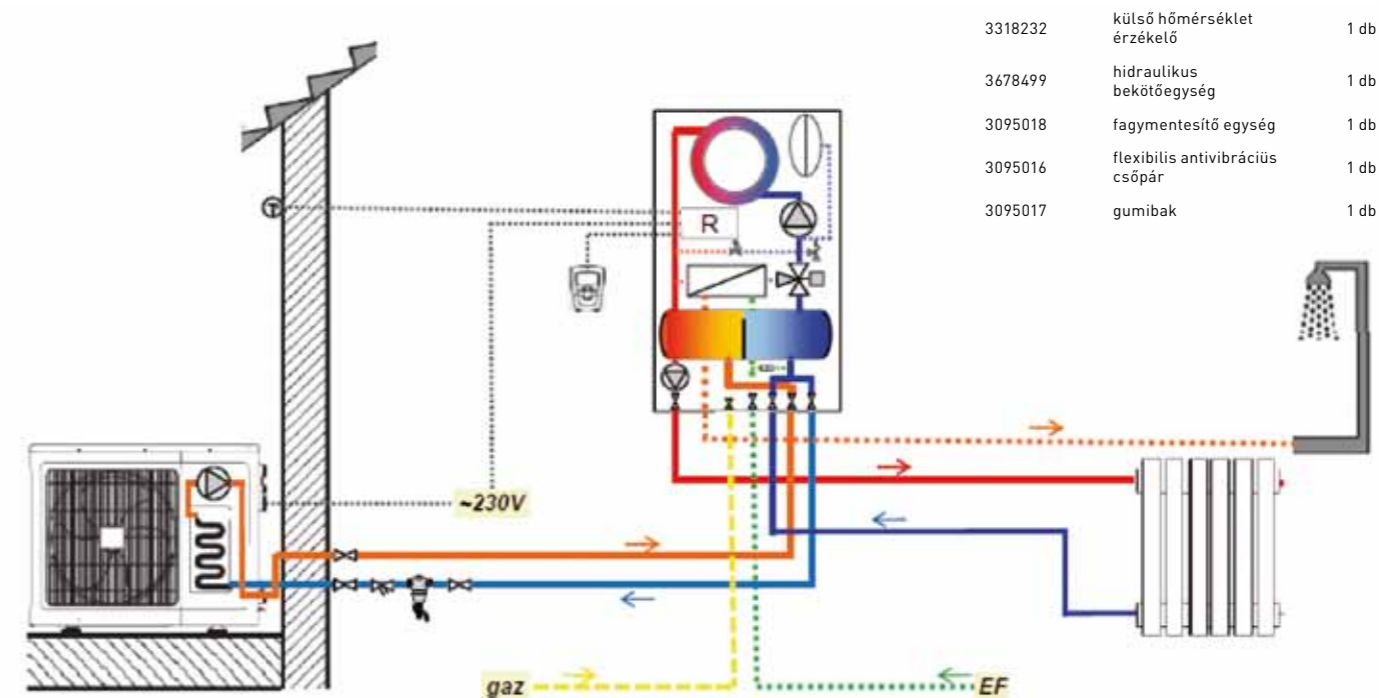 3318232 külső hőmérséklet 1 db
érzékelő
3678499 hidraulikus 1 db
bekötőegység
3095018 fagymentesítő egység 1 db
3095016 flexibilis antivibráciüs 1 db
csőpár
3095017 gumibak 1 db
T
R
~230V
gaz
EF